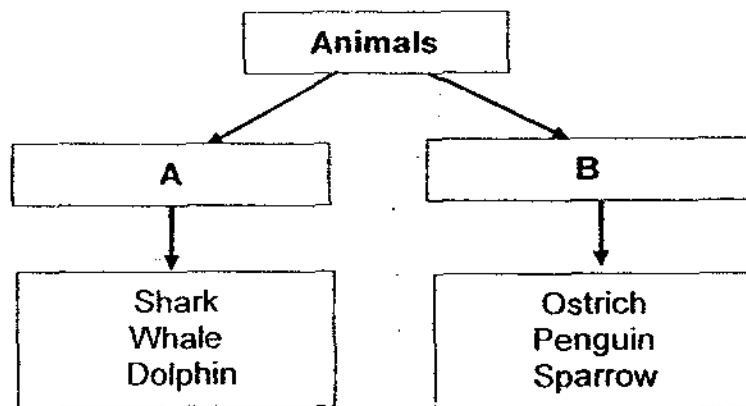 Animals
A
B
Shark
Whale
Dolphin
Ostrich
Penguin
Sparrow